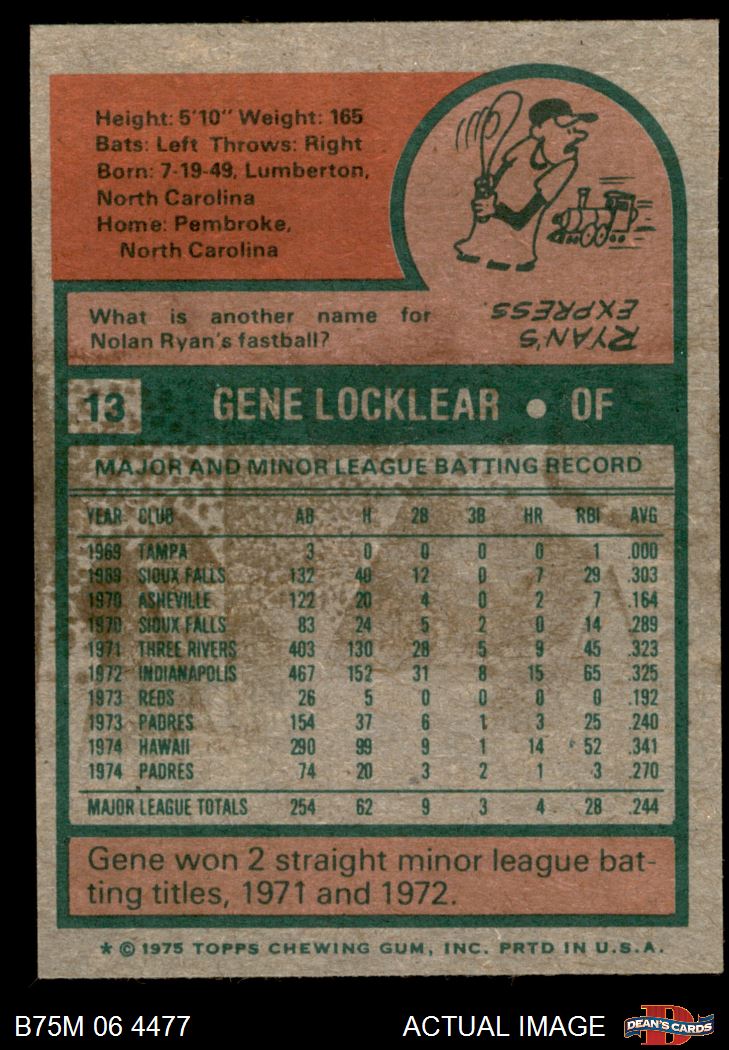 Height: 5'10" Weight: 165
Bats: Left Throws: Right
Born: 7-19-49, Lumberton,
North Carolina
Home: Pembroke,
North Carolina
What is another name for
Nolan Ryan's fastball?
RYAN'S
EXPRESS.
13 GENE LOCKLEAR • OF
MAJOR AND MINOR LEAGUE BATTING RECORD
YEAR CLUB AB H 2B 3B HR RBI AVG
1969 TAMPA 3 0 0 0 0 1 .000
1969 SIOUX FALLS 132 40 12 0 7 29 .303
1970 ASHEVILLE 122 20 4 0 2 7 .164
1970 SIOUX FALLS 83 24 5 2 0 14 .289
1971 THREE RIVERS 403 130 28 5 9 45 .323
1972 INDIANAPOLIS 467 152 31 8 15 65 .325
1973 REDS 26 5 0 0 0 0 .192
1973 PADRES 154 37 6 1 3 25 .240
1974 HAWAII 290 99 9 1 14 52 .341
1974 PADRES 74 20 3 2 1 3 .270
MAJOR LEAGUE TOTALS 254 62 9 3 4 28 .244
Gene won 2 straight minor league bat-
ting titles, 1971 and 1972.
* © 1975 TOPPS CHEWING GUM, INC. PRTD IN U.S.A.
B75M 06 4477 ACTUAL IMAGE D DEAN'S CARDS